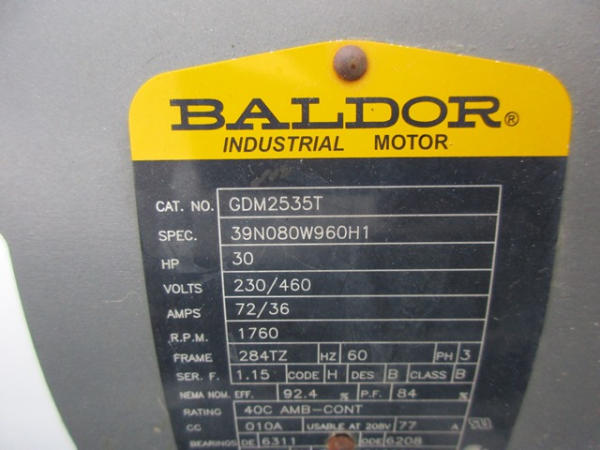 BALDOR®
INDUSTRIAL MOTOR
CAT. NO. GDM2535T
SPEC. 39N080W960H1
HP 30
VOLTS 230/460
AMPS 72/36
R.P.M. 1760
FRAME 284TZ HZ 60 PH 3
SER. F. 1.15 CODE H DES B CLASS B
NEMA NOM. EFF. 92.4 % P.F. 84 %
RATING 40C AMB-CONT
CC 010A USABLE AT 208V 77 A
BEARINGS DE 6311 ODE 6208